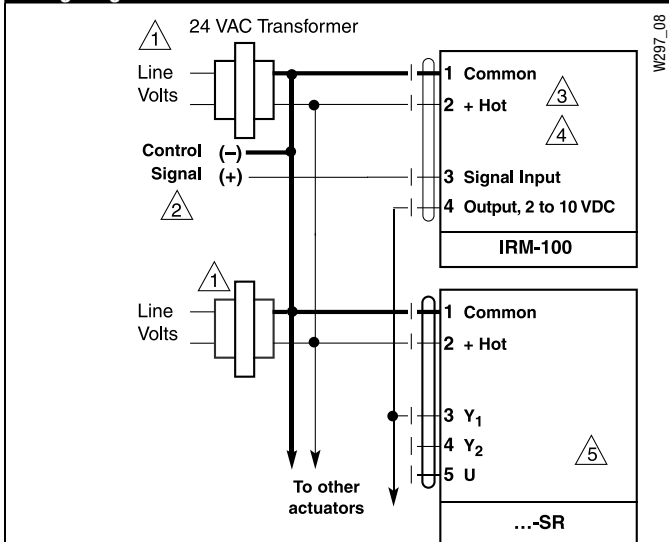 W297_08
1
24 VAC Transformer
Line
Volts
1 Common
2 + Hot
3
4
Control (–)
Signal (+)
2
3 Signal Input
4 Output, 2 to 10 VDC
IRM-100
1
Line
Volts
1 Common
2 + Hot
3 Y1
4 Y2
5 U
5
To other
actuators
...-SR